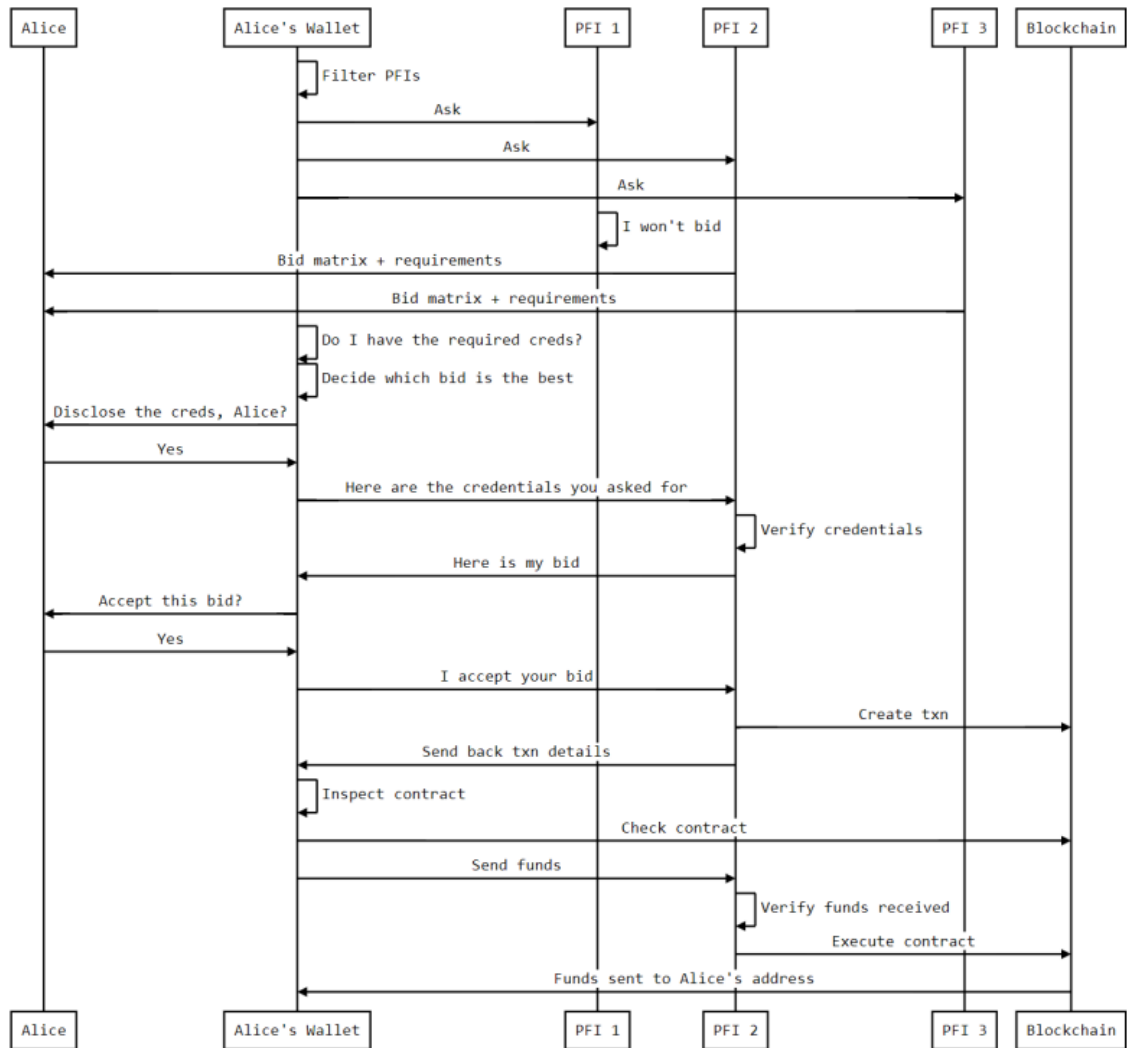 Alice
Alice's Wallet
PFI 1
PFI 2
PFI 3
Blockchain
Filter PFIs
Ask
Ask
Ask
I won't bid
Bid matrix + requirements
Bid matrix + requirements
Do I have the required creds?
Decide which bid is the best
Disclose the creds, Alice?
Yes
Here are the credentials you asked for
Verify credentials
Here is my bid
Accept this bid?
Yes
I accept your bid
Create txn
Send back txn details
Inspect contract
Check contract
Send funds
Verify funds received
Execute contract
Funds sent to Alice's address
Alice
Alice's Wallet
PFI 1
PFI 2
PFI 3
Blockchain